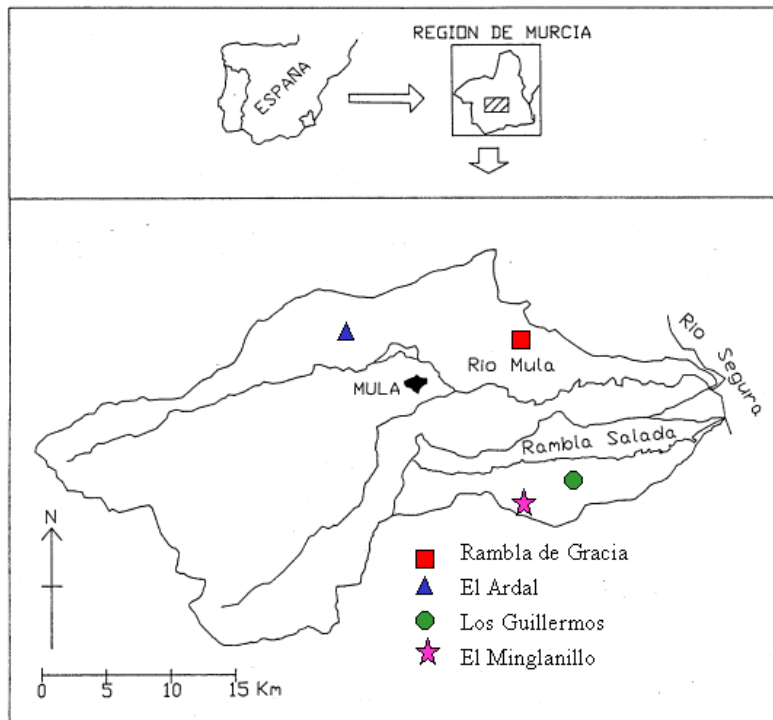 REGION DE MURCIA
ESPAÑA
Rio Segura
Rio Mula
MULA
Rambla Salada
N
Rambla de Gracia
El Ardal
Los Guillermos
El Minglanillo
0 5 10 15 Km